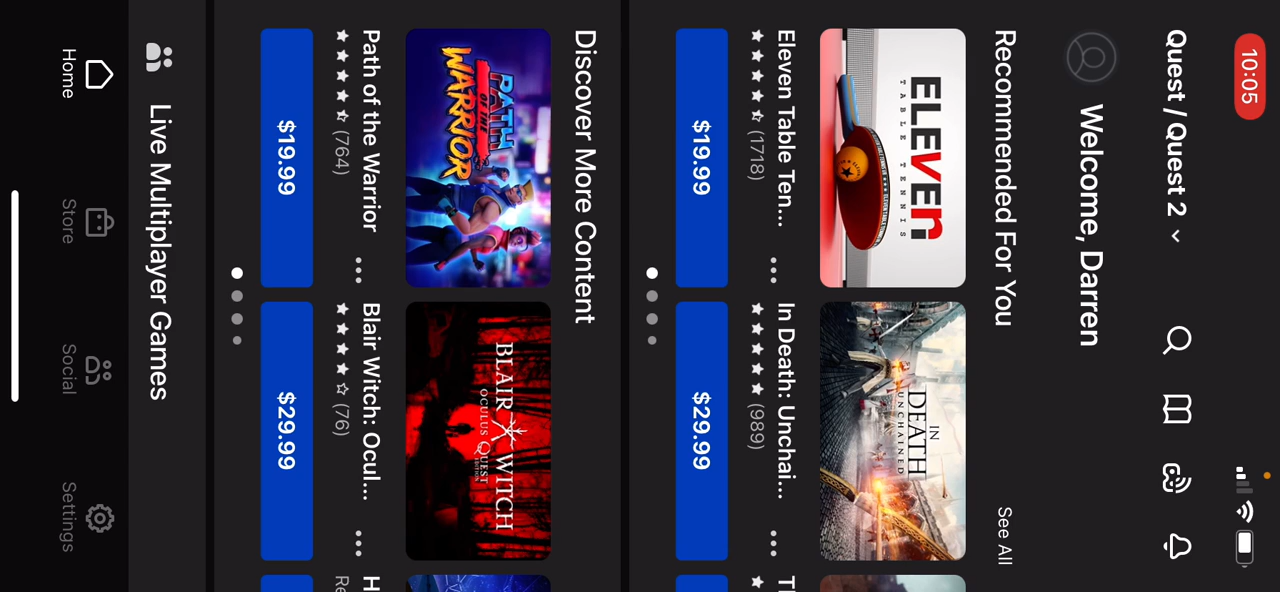 10:05
Quest / Quest 2
Welcome, Darren
Recommended For You
See All
ELEVEN
TABLE TENNIS
IN
DEATH
UNCHAINED
Eleven Table Ten...
In Death: Unchai...
(1718)
(989)
$19.99
$29.99
Discover More Content
PATH
OF THE
WARRIOR
BLAIR WITCH
OCULUS QUEST
EDITION
Path of the Warrior
Blair Witch: Ocul...
(764)
(76)
$19.99
$29.99
Live Multiplayer Games
Home
Store
Social
Settings